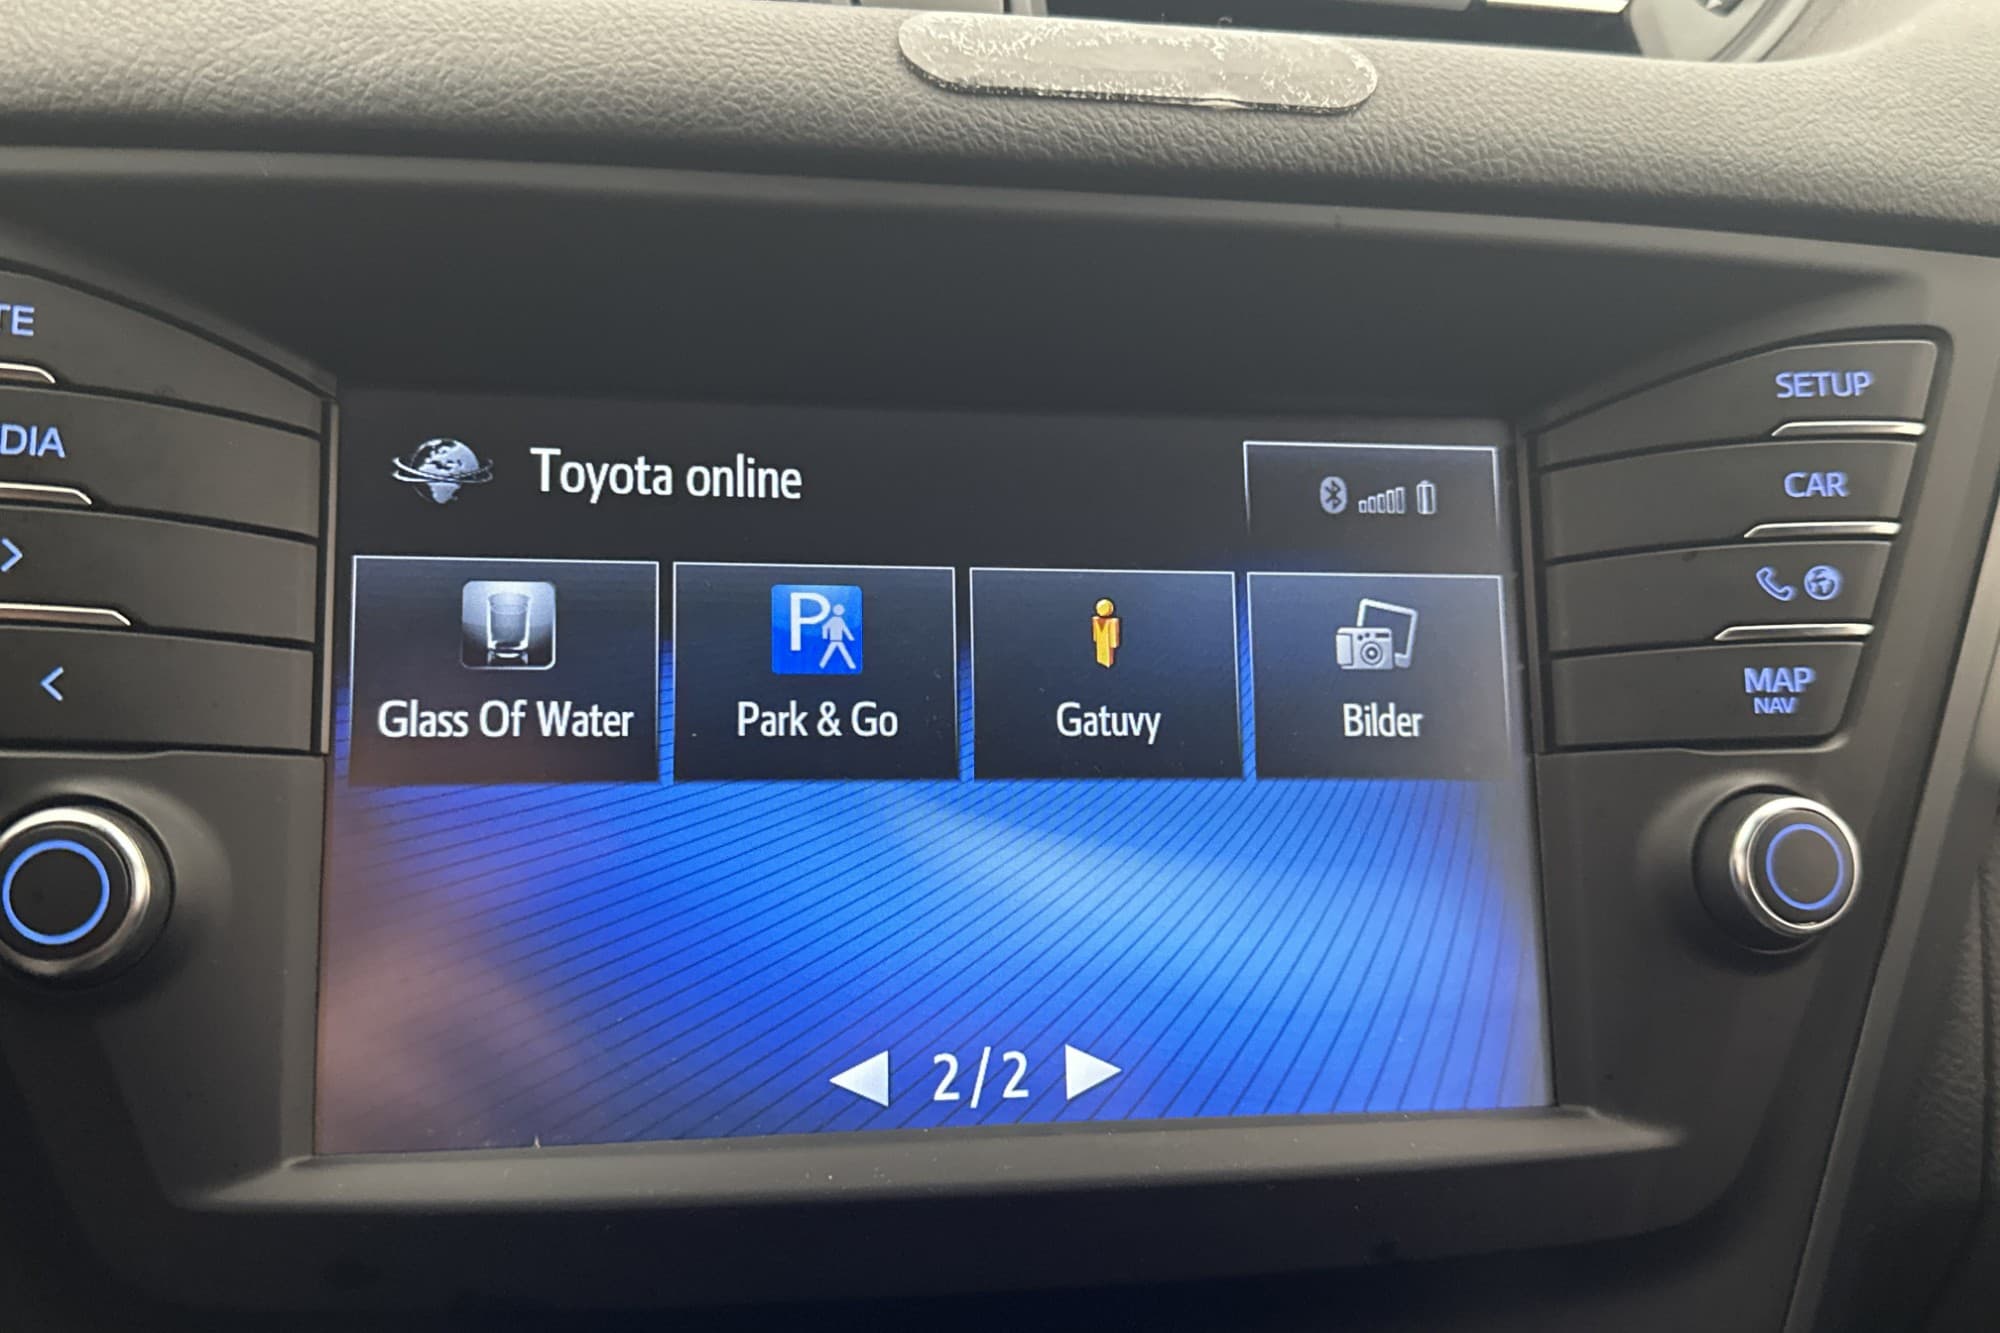 Toyota online
Glass Of Water
Park & Go
Gatuvy
Bilder
2/2
TE
DIA
SETUP
CAR
MAP
NAV